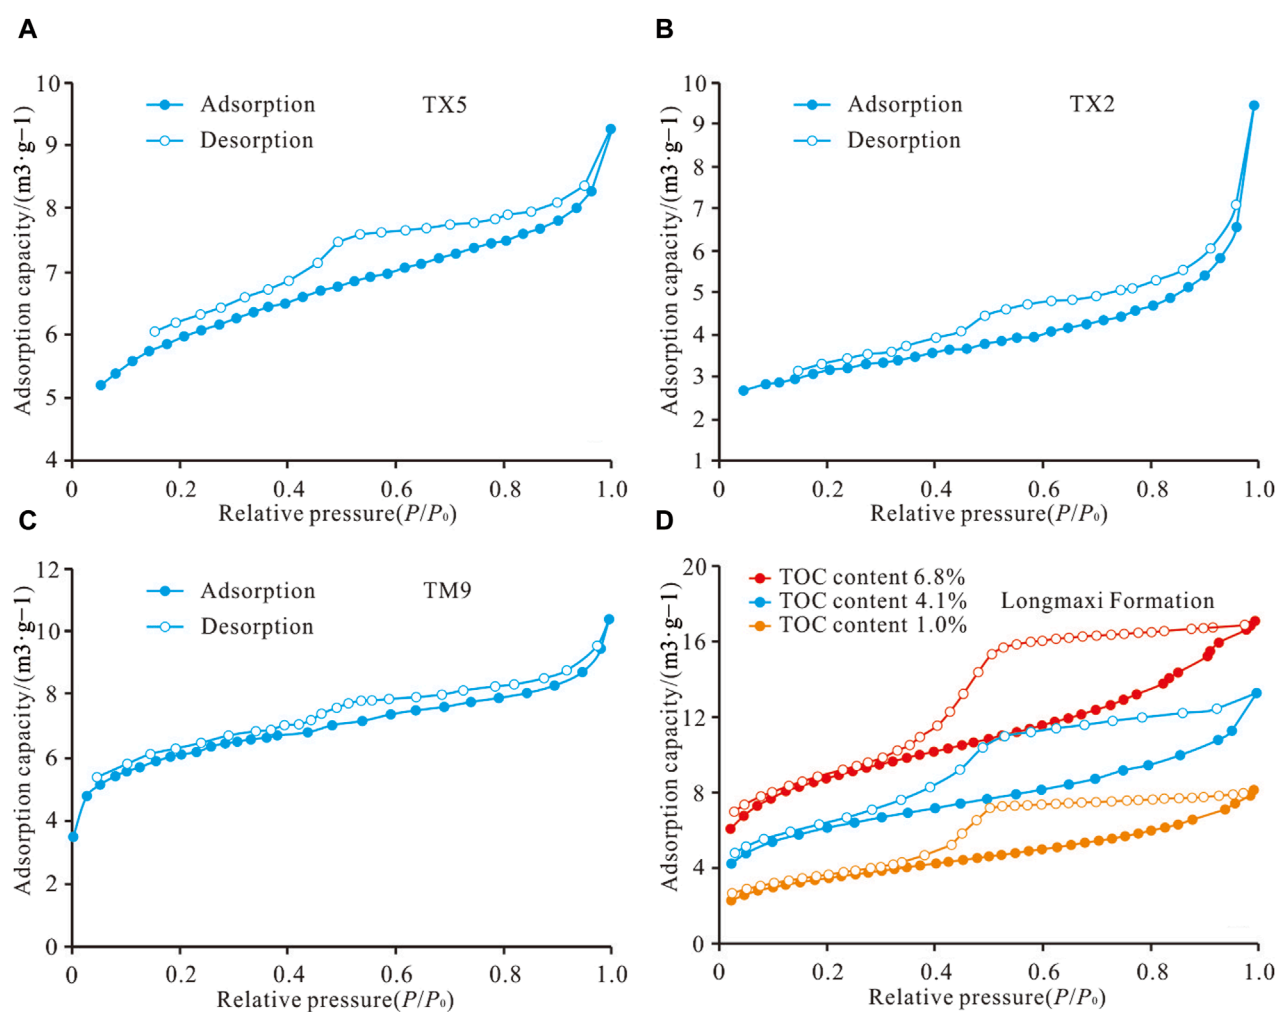 A
10
9
8
7
6
5
4
Adsorption capacity/(m3·g−1)
Adsorption
Desorption
TX5
0
0.2
0.4
0.6
0.8
1.0
Relative pressure(P/P₀)
B
10
9
8
7
6
5
4
3
2
1
Adsorption capacity/(m3·g−1)
Adsorption
Desorption
TX2
0
0.2
0.4
0.6
0.8
1.0
Relative pressure(P/P₀)
C
12
10
8
6
4
2
0
Adsorption capacity/(m3·g−1)
Adsorption
Desorption
TM9
0
0.2
0.4
0.6
0.8
1.0
Relative pressure(P/P₀)
D
20
16
12
8
4
0
Adsorption capacity/(m3·g−1)
TOC content 6.8%
TOC content 4.1%
TOC content 1.0%
Longmaxi Formation
0
0.2
0.4
0.6
0.8
1.0
Relative pressure(P/P₀)